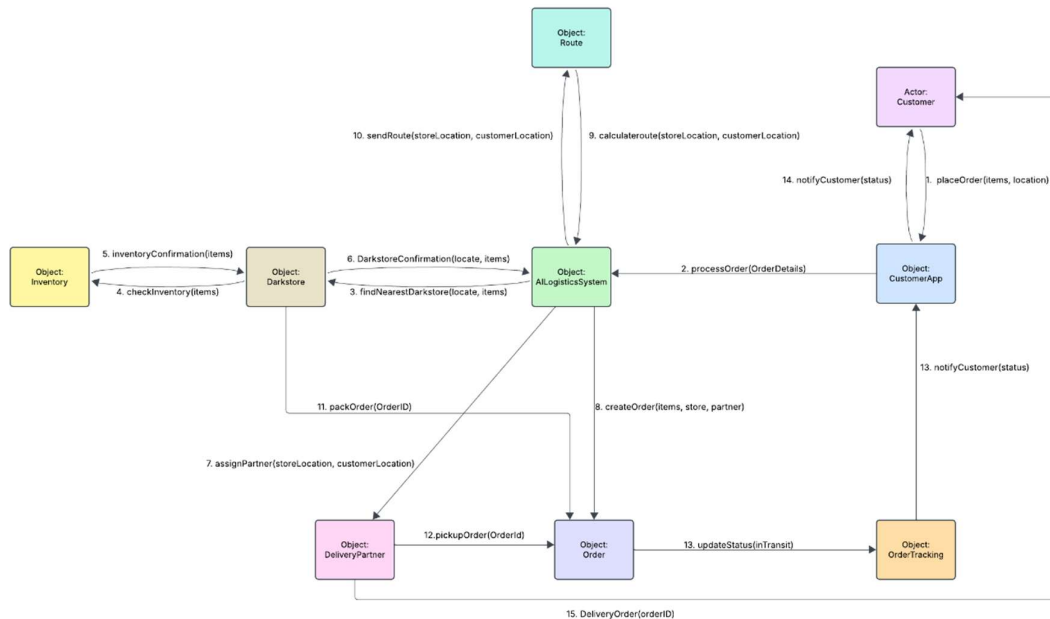 Object:
Route
Actor:
Customer
10. sendRoute(storeLocation, customerLocation)
9. calculateroute(storeLocation, customerLocation)
14. notifyCustomer(status)
1. placeOrder(items, location)
5. inventoryConfirmation(items)
6. DarkstoreConfirmation(locate, items)
Object:
Inventory
Object:
Darkstore
Object:
AILogisticsSystem
Object:
CustomerApp
2. processOrder(OrderDetails)
4. checkInventory(items)
3. findNearestDarkstore(locate, items)
13. notifyCustomer(status)
11. packOrder(OrderID)
8. createOrder(items, store, partner)
7. assignPartner(storeLocation, customerLocation)
Object:
DeliveryPartner
12.pickupOrder(OrderId)
Object:
Order
13. updateStatus(inTransit)
Object:
OrderTracking
15. DeliveryOrder(orderID)